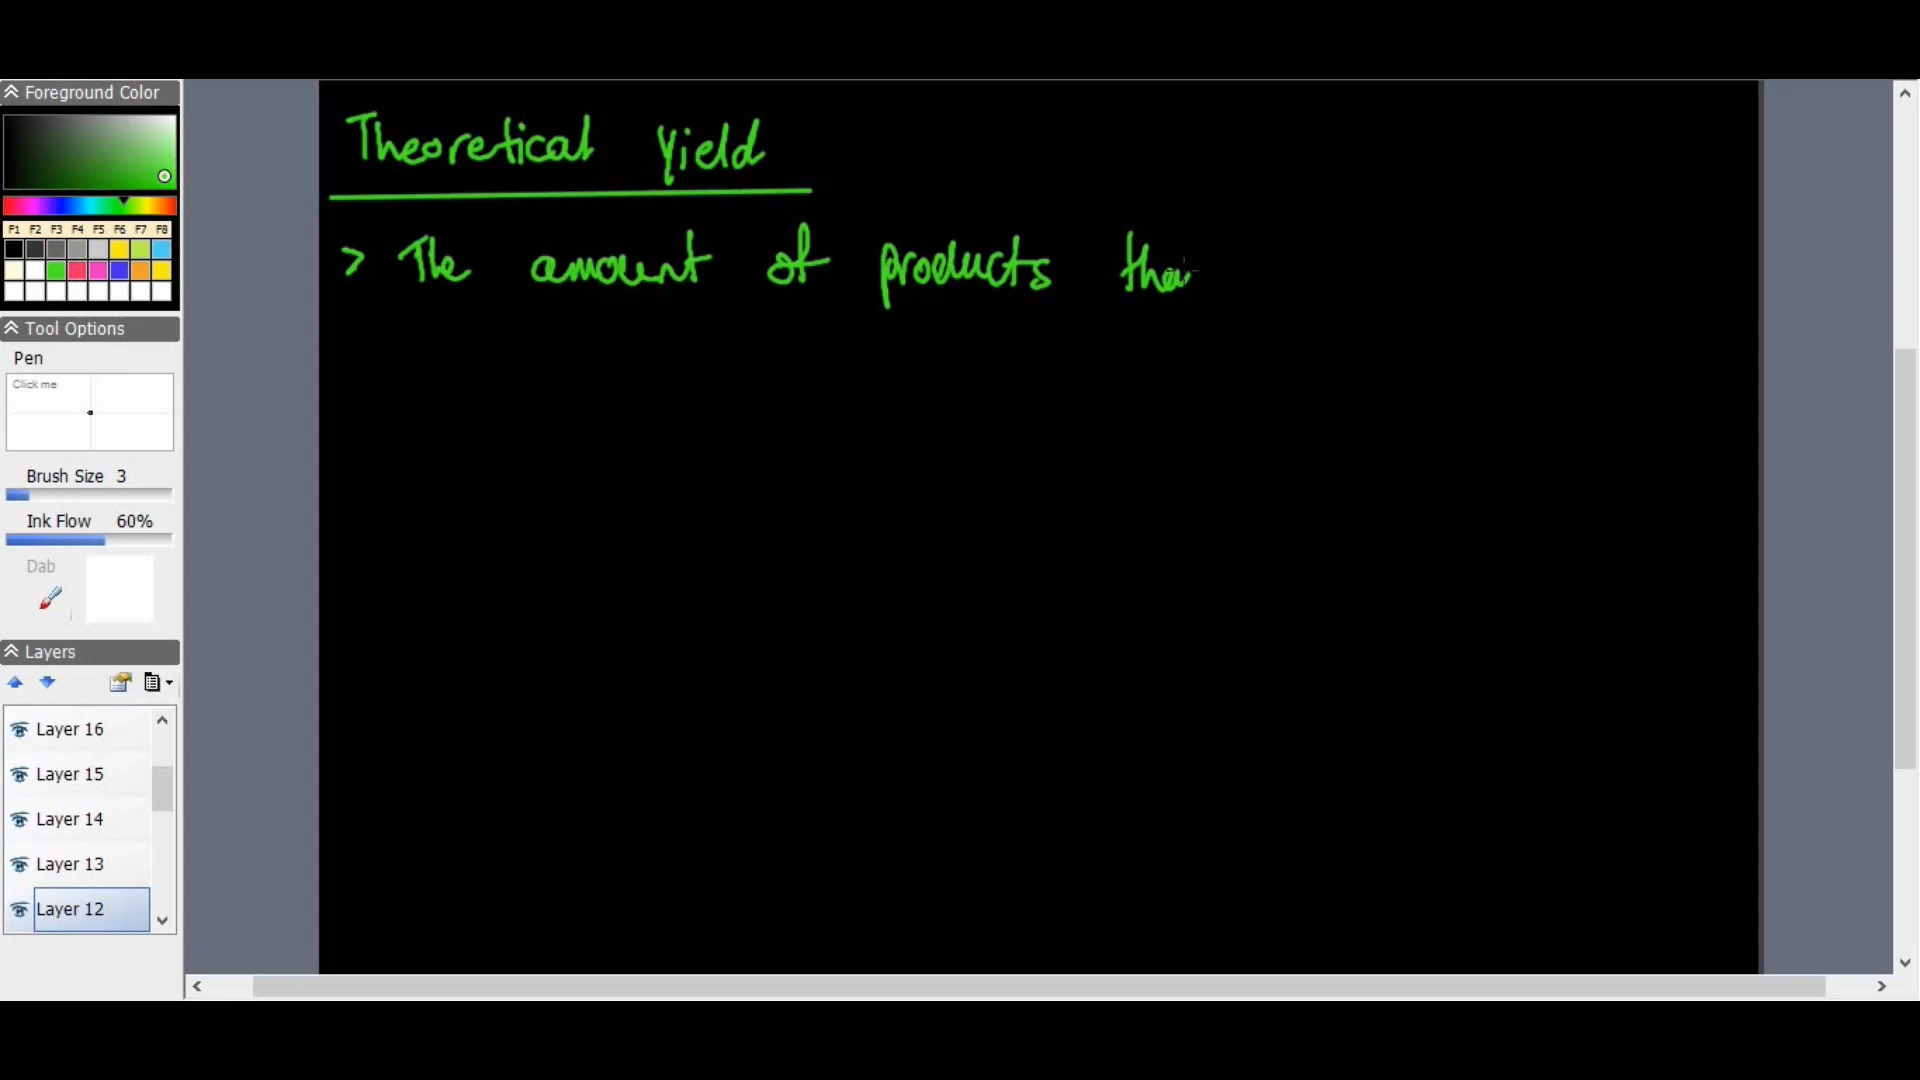 Foreground Color
Theoretical Yield
F1 F2 F3 F4 F5 F6 F7 F8
> The amount of products tha
Tool Options
Pen
Click me
Brush Size 3
Ink Flow 60%
Dab
Layers
Layer 16
Layer 15
Layer 14
Layer 13
Layer 12